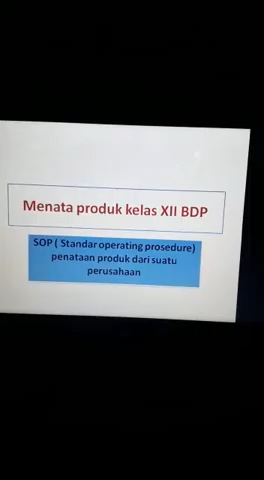 Menata produk kelas XII BDP
SOP ( Standar operating prosedure)
penataan produk dari suatu
perusahaan